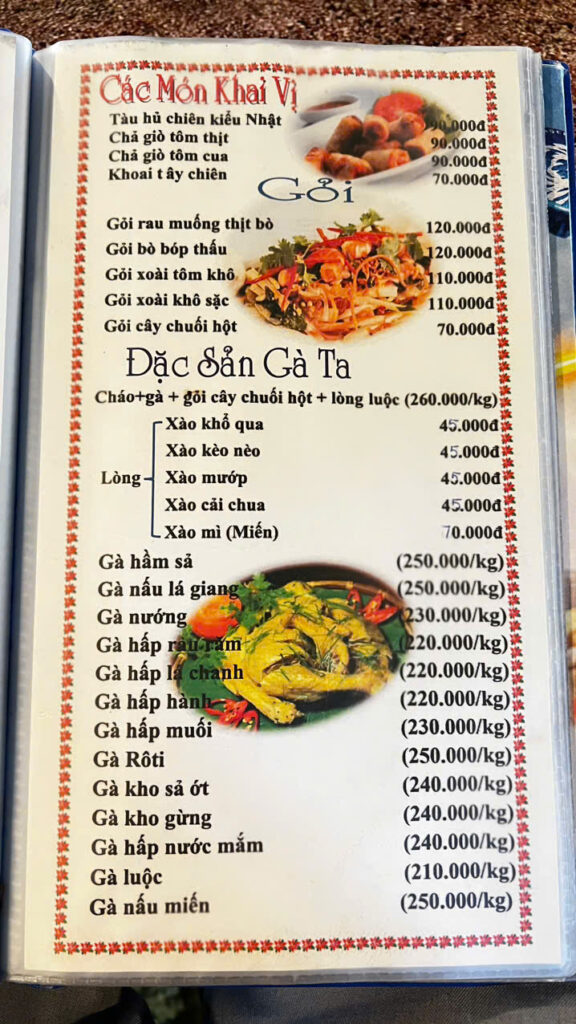 Các Món Khai Vị
Tàu hủ chiên kiểu Nhật 90.000đ
Chả giò tôm thịt 90.000đ
Chả giò tôm cua 90.000đ
Khoai tây chiên 70.000đ
Gỏi
Gỏi rau muống thịt bò 120.000đ
Gỏi bò bóp thấu 120.000đ
Gỏi xoài tôm khô 110.000đ
Gỏi xoài khô sặc 110.000đ
Gỏi cây chuối hột 70.000đ
Đặc Sản Gà Ta
Cháo+gà + gỏi cây chuối hột + lòng luộc (260.000/kg)
Xào khổ qua 45.000đ
Xào kèo nèo 45.000đ
Lòng Xào mướp 45.000đ
Xào cải chua 45.000đ
Xào mì (Miến) 70.000đ
Gà hầm sả (250.000/kg)
Gà nấu lá giang (250.000/kg)
Gà nướng (230.000/kg)
Gà hấp rau răm (220.000/kg)
Gà hấp lá chanh (220.000/kg)
Gà hấp hành (220.000/kg)
Gà hấp muối (230.000/kg)
Gà Rôti (250.000/kg)
Gà kho sả ớt (240.000/kg)
Gà kho gừng (240.000/kg)
Gà hấp nước mắm (240.000/kg)
Gà luộc (210.000/kg)
Gà nấu miến (250.000/kg)